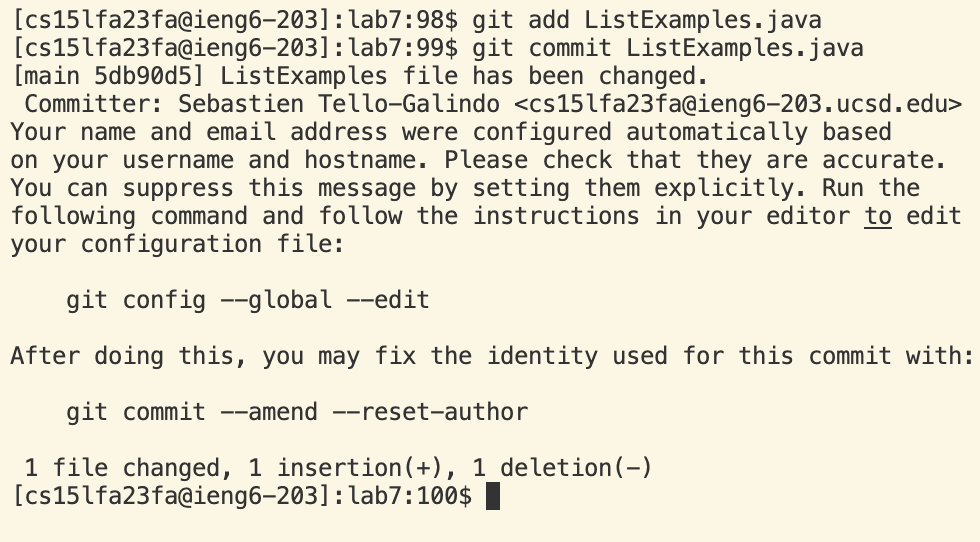 [cs15lfa23fa@ieng6-203]:lab7:98$ git add ListExamples.java
[cs15lfa23fa@ieng6-203]:lab7:99$ git commit ListExamples.java
[main 5db90d5] ListExamples file has been changed.
 Committer: Sebastien Tello-Galindo <cs15lfa23fa@ieng6-203.ucsd.edu>
Your name and email address were configured automatically based
on your username and hostname. Please check that they are accurate.
You can suppress this message by setting them explicitly. Run the
following command and follow the instructions in your editor to edit
your configuration file:

    git config --global --edit

After doing this, you may fix the identity used for this commit with:

    git commit --amend --reset-author

 1 file changed, 1 insertion(+), 1 deletion(-)
[cs15lfa23fa@ieng6-203]:lab7:100$